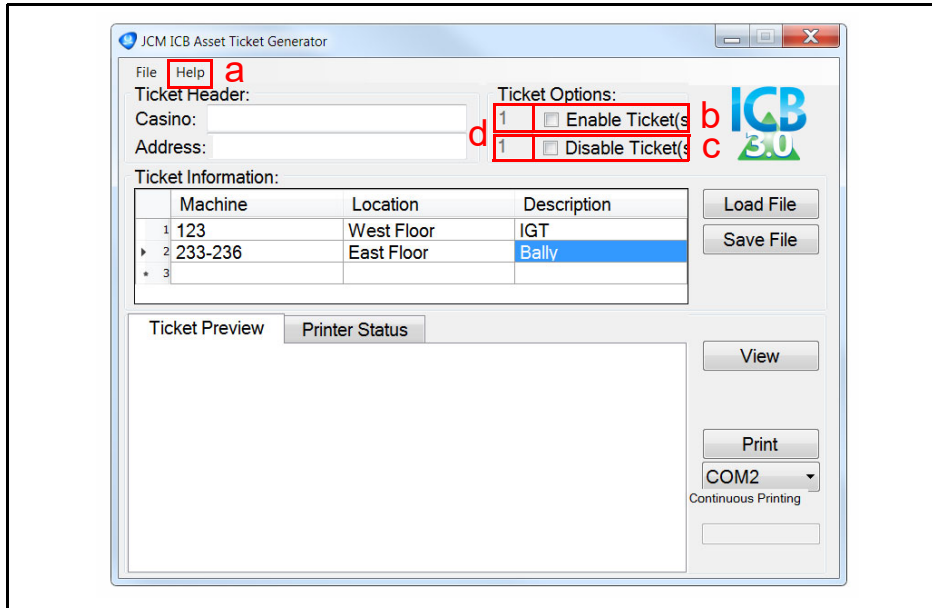 JCM ICB Asset Ticket Generator
File Help a
Ticket Header:
Casino:
Address:
Ticket Options:
1 Enable Ticket(s b
d
1 Disable Ticket(s c
ICB
3.0
Ticket Information:
Machine Location Description
1 123 West Floor IGT
2 233-236 East Floor Bally
3
Load File
Save File
Ticket Preview Printer Status
View
Print
COM2
Continuous Printing